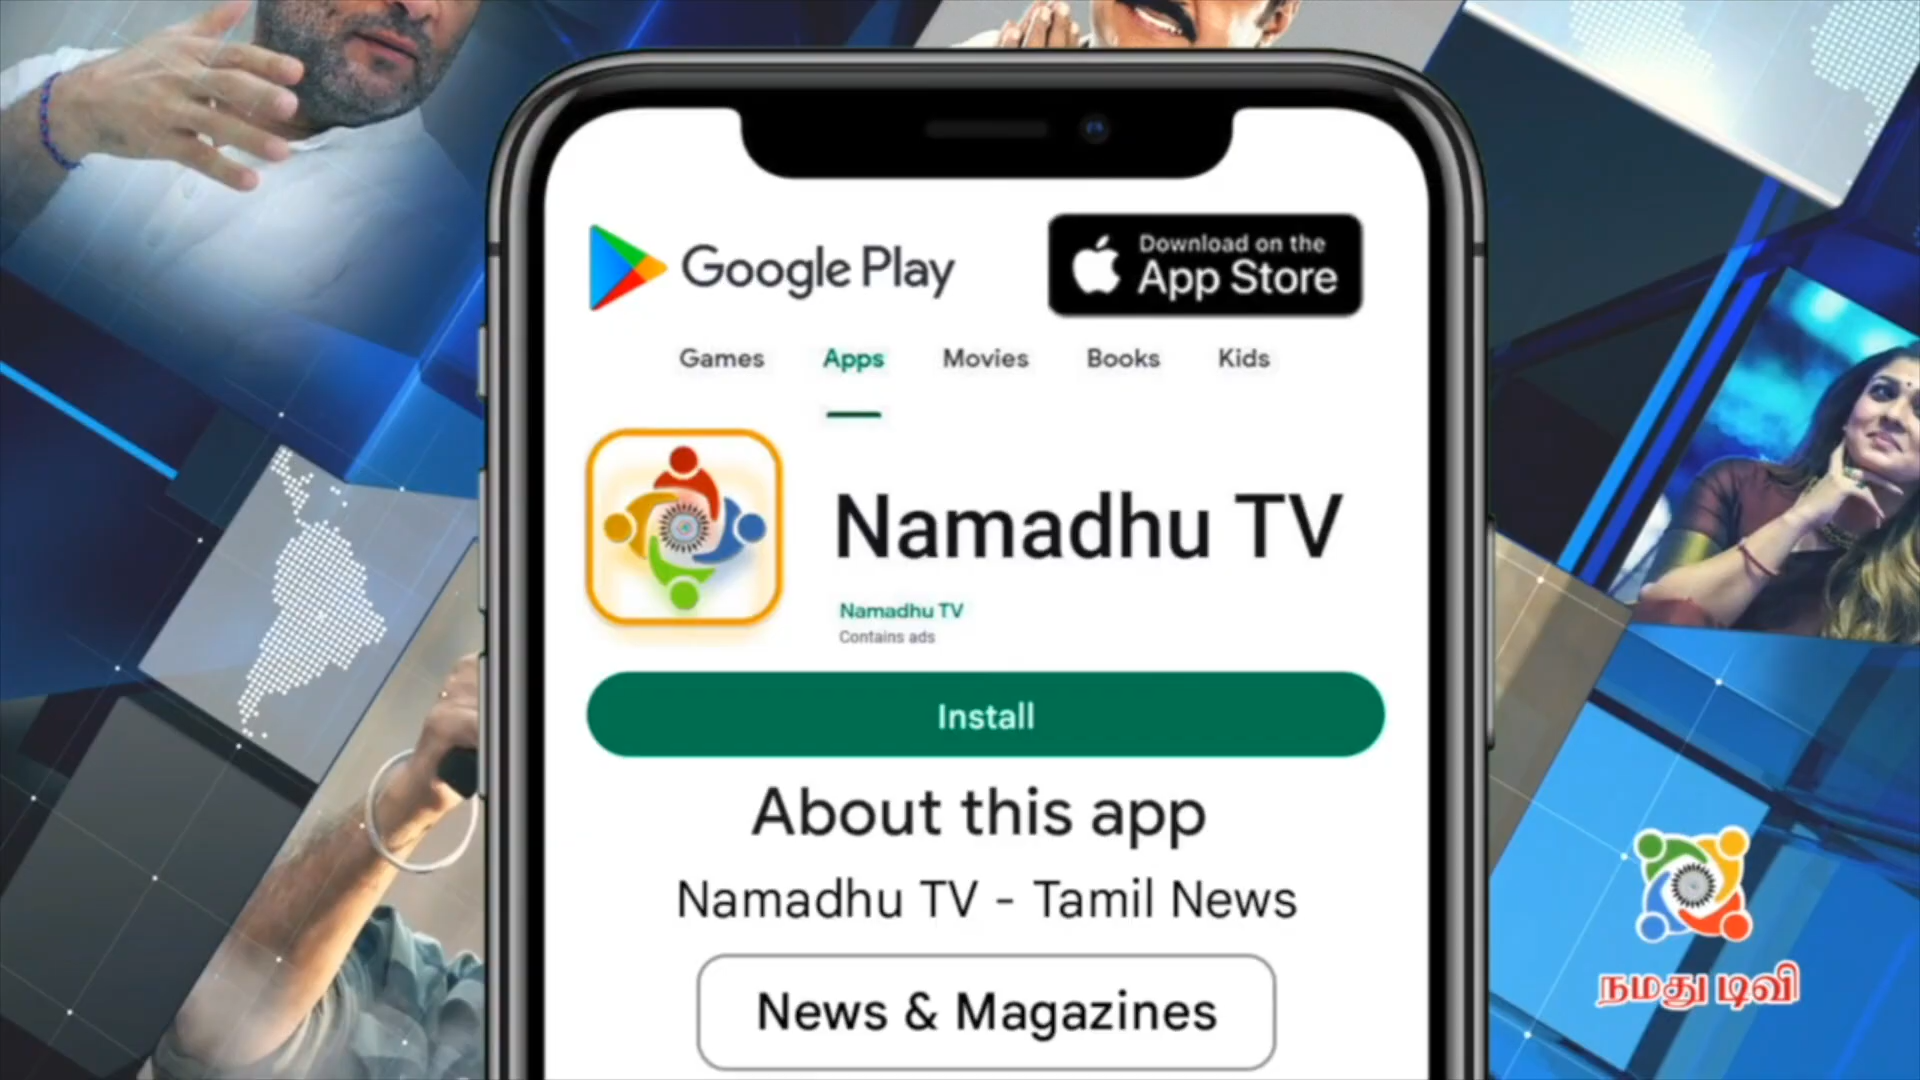 Google Play
Download on the
App Store
Games Apps Movies Books Kids
Namadhu TV
Namadhu TV
Contains ads
Install
About this app
Namadhu TV - Tamil News
News & Magazines
நமது டிவி